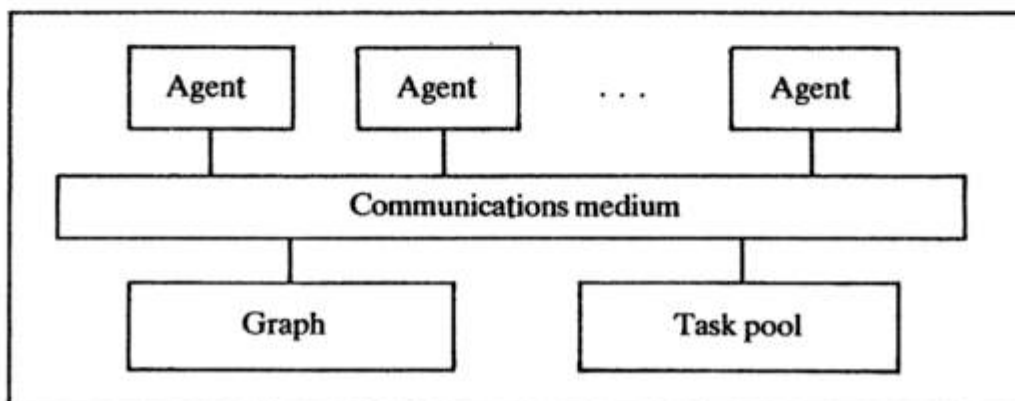 Agent Agent . . . Agent
Communications medium
Graph Task pool